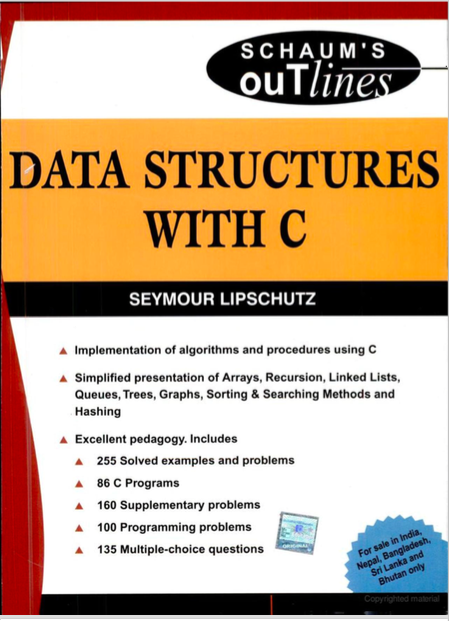 SCHAUM'S
ouTlines
DATA STRUCTURES
WITH C
SEYMOUR LIPSCHUTZ
Implementation of algorithms and procedures using C
Simplified presentation of Arrays, Recursion, Linked Lists,
Queues, Trees, Graphs, Sorting & Searching Methods and
Hashing
Excellent pedagogy. Includes
255 Solved examples and problems
86 C Programs
160 Supplementary problems
100 Programming problems
135 Multiple-choice questions
ORIGINAL
For sale in India,
Nepal, Bangladesh,
Sri Lanka and
Bhutan only
Copyrighted material